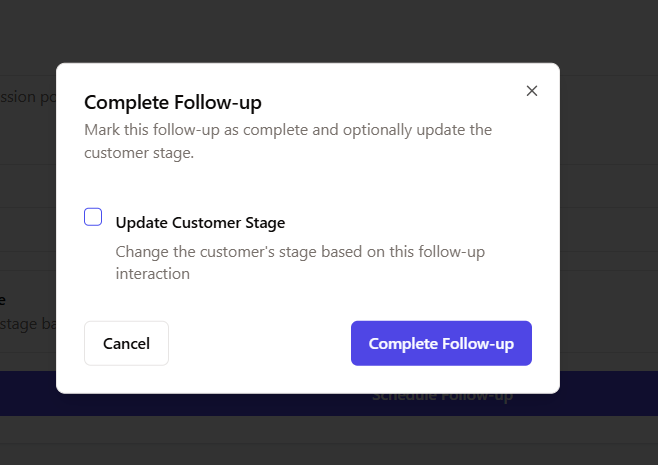 ssion po
Complete Follow-up
Mark this follow-up as complete and optionally update the
customer stage.
Update Customer Stage
Change the customer's stage based on this follow-up
interaction
e
stage ba
Cancel
Complete Follow-up
Schedule Follow-up